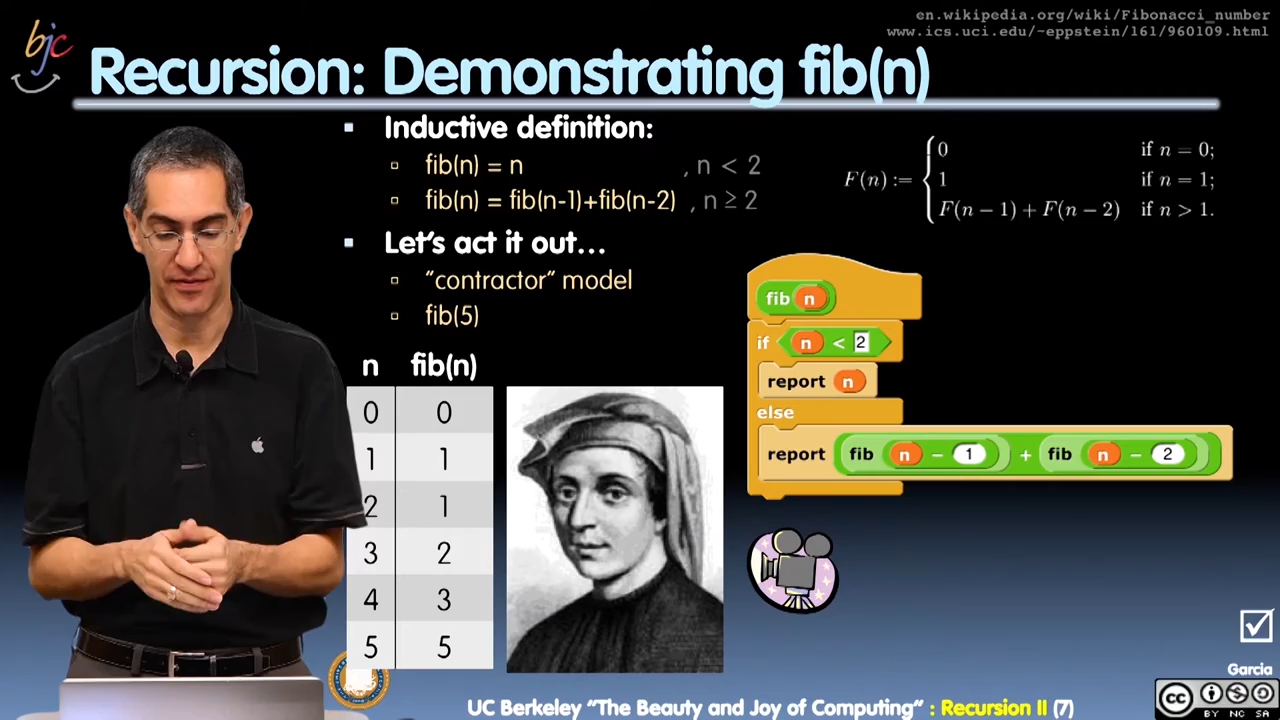 en.wikipedia.org/wiki/Fibonacci_number
www.ics.uci.edu/~eppstein/161/960109.html
bjc
Recursion: Demonstrating fib(n)
▪ Inductive definition:
▫ fib(n) = n , n < 2
▫ fib(n) = fib(n-1)+fib(n-2) , n ≥ 2
▪ Let's act it out...
▫ "contractor" model
▫ fib(5)
F(n) := { 0 if n = 0;
1 if n = 1;
F(n − 1) + F(n − 2) if n > 1.
fib n
if n < 2
report n
else
report fib n - 1 + fib n - 2
n fib(n)
0 0
1 1
2 1
3 2
4 3
5 5
Garcia
UC Berkeley "The Beauty and Joy of Computing" : Recursion II (7)
cc
BY NC SA